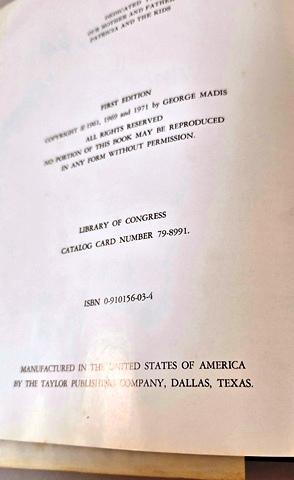 DEDICATED
OUR MOTHER AND FATHER
PATRICIA AND THE KIDS
FIRST EDITION
COPYRIGHT © 1961, 1969 and 1971 by GEORGE MADIS
ALL RIGHTS RESERVED
NO PORTION OF THIS BOOK MAY BE REPRODUCED
IN ANY FORM WITHOUT PERMISSION.
LIBRARY OF CONGRESS
CATALOG CARD NUMBER 79-8991.
ISBN 0-910156-03-4
MANUFACTURED IN THE UNITED STATES OF AMERICA
BY THE TAYLOR PUBLISHING COMPANY, DALLAS, TEXAS.